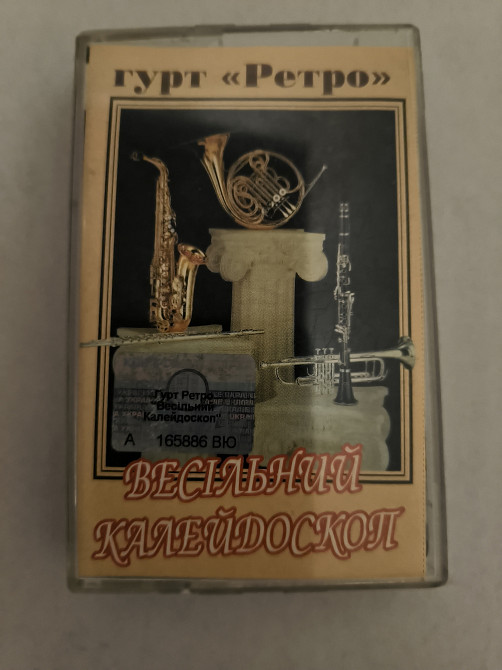 гурт «Ретро»
"Гурт Ретро"
"Весільний
Калейдоскоп"
А 165886 ВЮ
ВЕСІЛЬНИЙ
КАЛЕЙДОСКОП